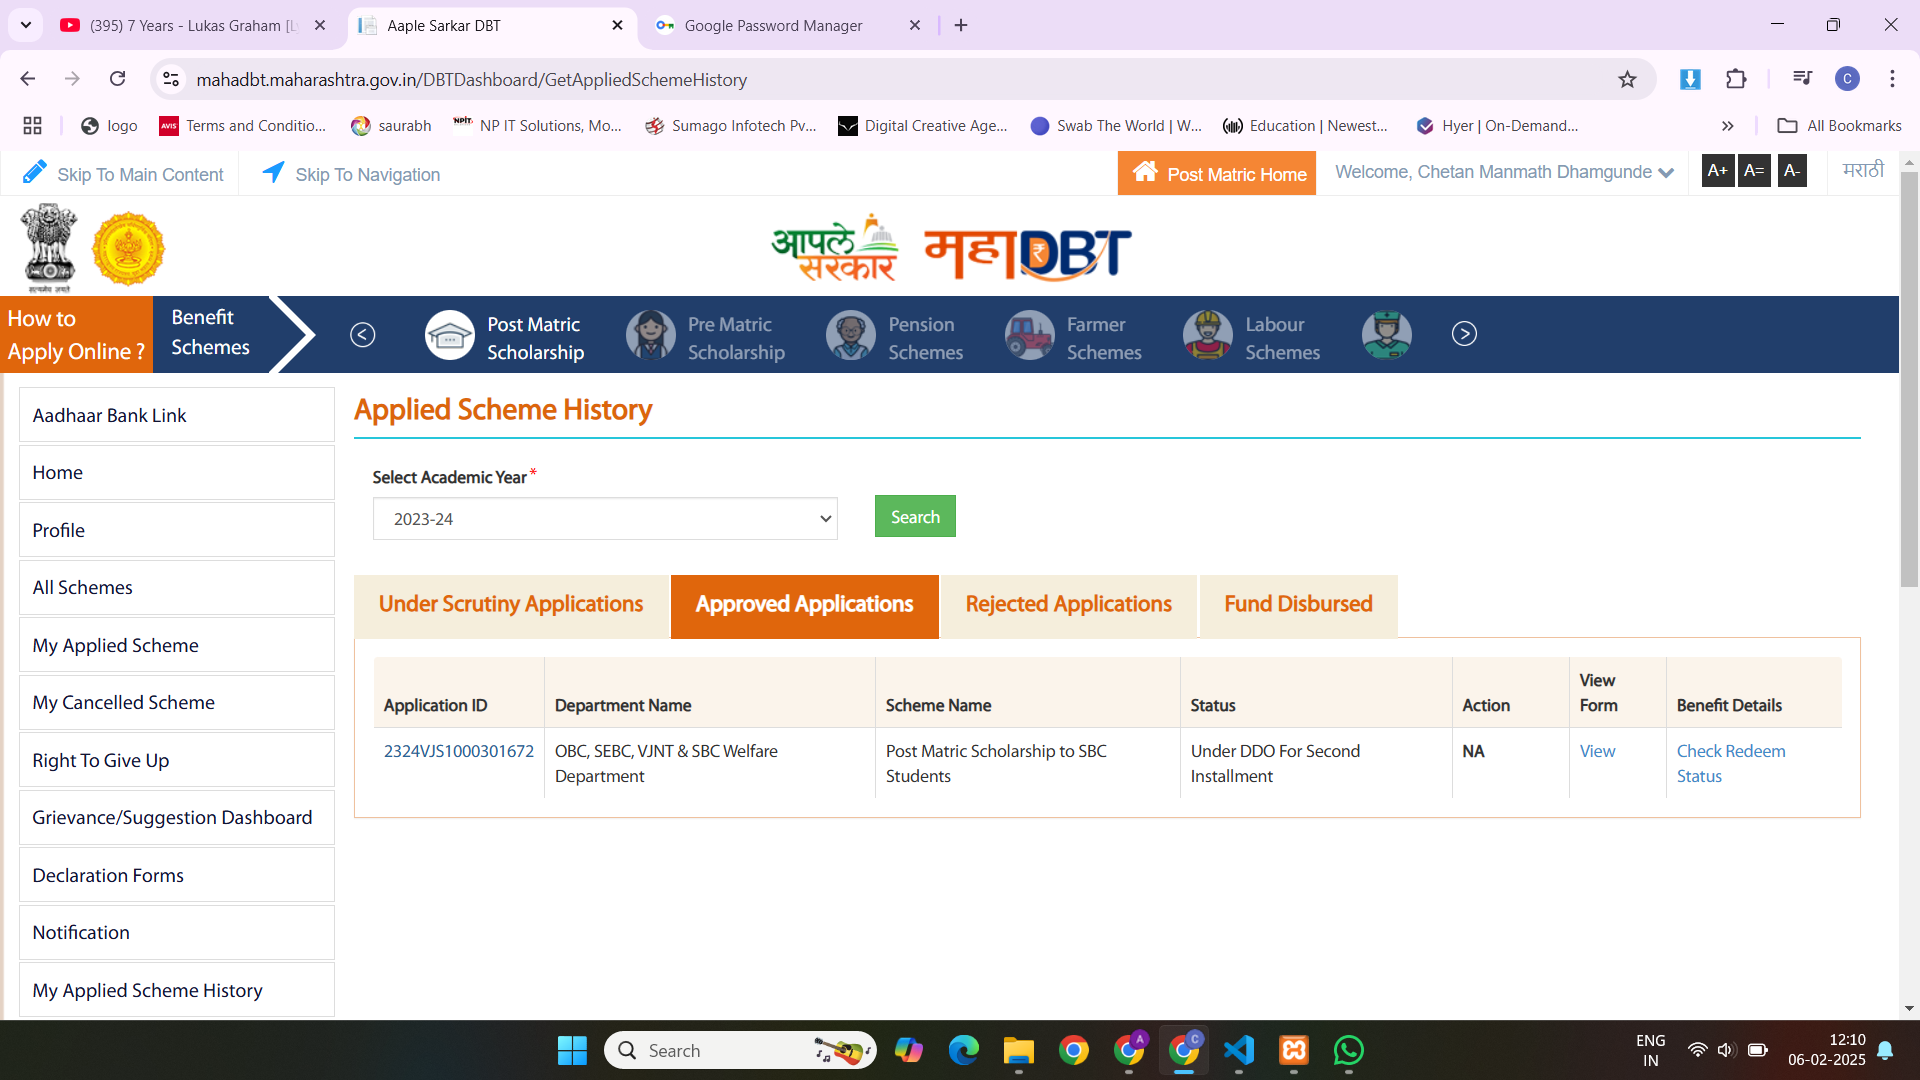 (395) 7 Years - Lukas Graham [L
Aaple Sarkar DBT
Google Password Manager
mahadbt.maharashtra.gov.in/DBTDashboard/GetAppliedSchemeHistory
C
logo
AVIS
Terms and Conditio...
saurabh
NPIT
NP IT Solutions, Mo...
Sumago Infotech Pv...
Digital Creative Age...
Swab The World | W...
Education | Newest...
Hyer | On-Demand...
All Bookmarks
Skip To Main Content
Skip To Navigation
Post Matric Home
Welcome, Chetan Manmath Dhamgunde
A+
A=
A-
मराठी
सत्यमेव जयते
आपले
सरकार
महाDBT
How to
Apply Online ?
Benefit
Schemes
Post Matric
Scholarship
Pre Matric
Scholarship
Pension
Schemes
Farmer
Schemes
Labour
Schemes
Aadhaar Bank Link
Home
Profile
All Schemes
My Applied Scheme
My Cancelled Scheme
Right To Give Up
Grievance/Suggestion Dashboard
Declaration Forms
Notification
My Applied Scheme History
Applied Scheme History
Select Academic Year *
2023-24
Search
Under Scrutiny Applications
Approved Applications
Rejected Applications
Fund Disbursed
Application ID
Department Name
Scheme Name
Status
Action
View
Form
Benefit Details
2324VJS1000301672
OBC, SEBC, VJNT & SBC Welfare
Department
Post Matric Scholarship to SBC
Students
Under DDO For Second
Installment
NA
View
Check Redeem
Status
Search
A
C
ENG
IN
12:10
06-02-2025